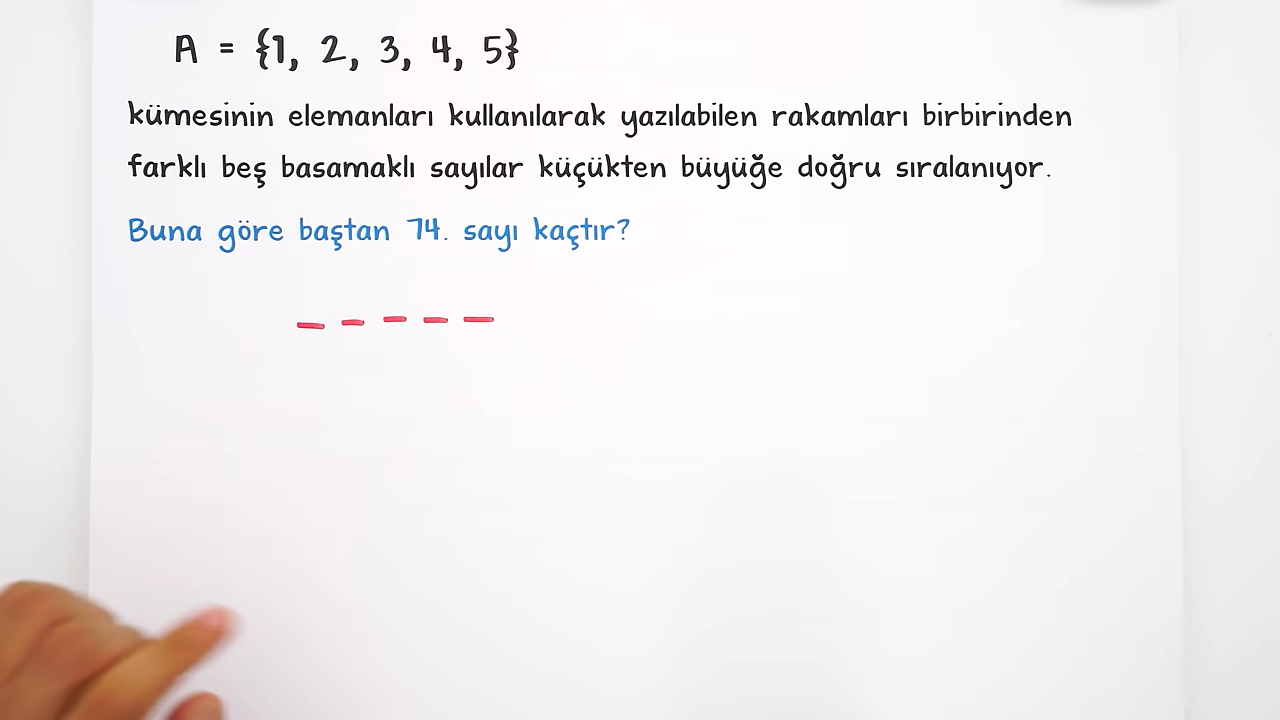 A = {1, 2, 3, 4, 5}
kümesinin elemanları kullanılarak yazılabilen rakamları birbirinden
farklı beş basamaklı sayılar küçükten büyüğe doğru sıralanıyor.
Buna göre baştan 74. sayı kaçtır?